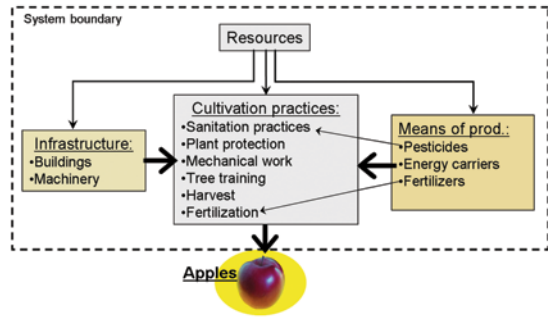 System boundary
Resources
Cultivation practices:
•Sanitation practices
•Plant protection
•Mechanical work
•Tree training
•Harvest
•Fertilization
Infrastructure:
•Buildings
•Machinery
Means of prod.:
•Pesticides
•Energy carriers
•Fertilizers
Apples